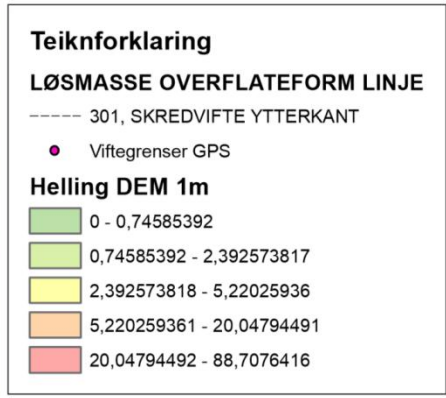 Teiknforklaring
LØSMASSE OVERFLATEFORM LINJE
301, SKREDVIFTE YTTERKANT
Viftegrenser GPS
Helling DEM 1m
0 - 0,74585392
0,74585392 - 2,392573817
2,392573818 - 5,22025936
5,220259361 - 20,04794491
20,04794492 - 88,7076416